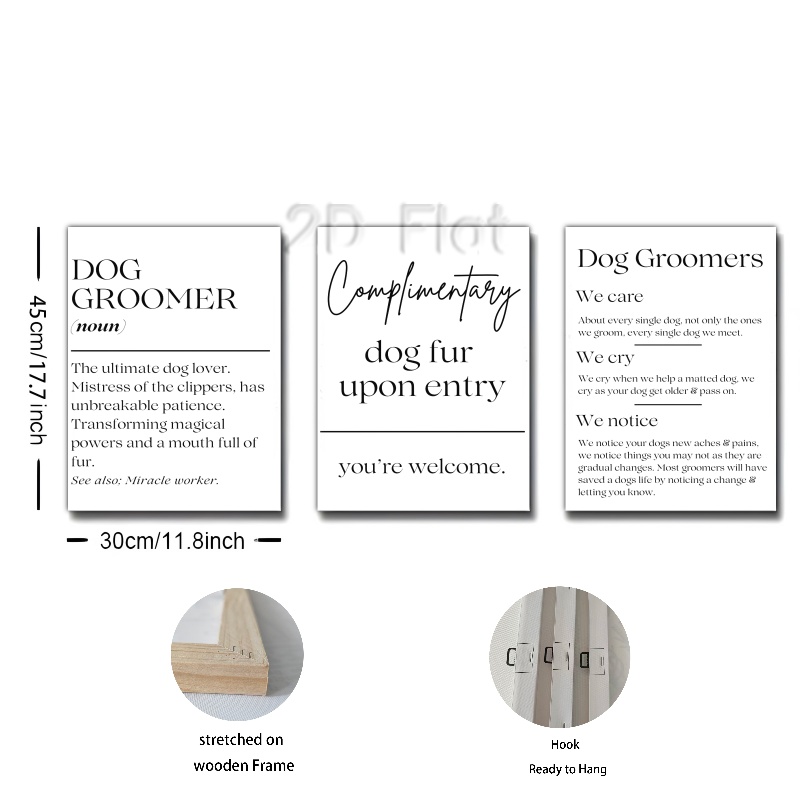 2D Flat
DOG
GROOMER
(noun)
The ultimate dog lover.
Mistress of the clippers, has
unbreakable patience.
Transforming magical
powers and a mouth full of
fur.
See also; Miracle worker.
Complimentary
dog fur
upon entry
you're welcome.
Dog Groomers
We care
About every single dog, not only the ones
we groom, every single dog we meet.
We cry
We cry when we help a matted dog, we
cry as your dog get older & pass on.
We notice
We notice your dogs new aches & pains,
we notice things you may not as they are
gradual changes. Most groomers will have
saved a dogs life by noticing a change &
letting you know.
45cm/17.7inch
30cm/11.8inch
stretched on
wooden Frame
Hook
Ready to Hang